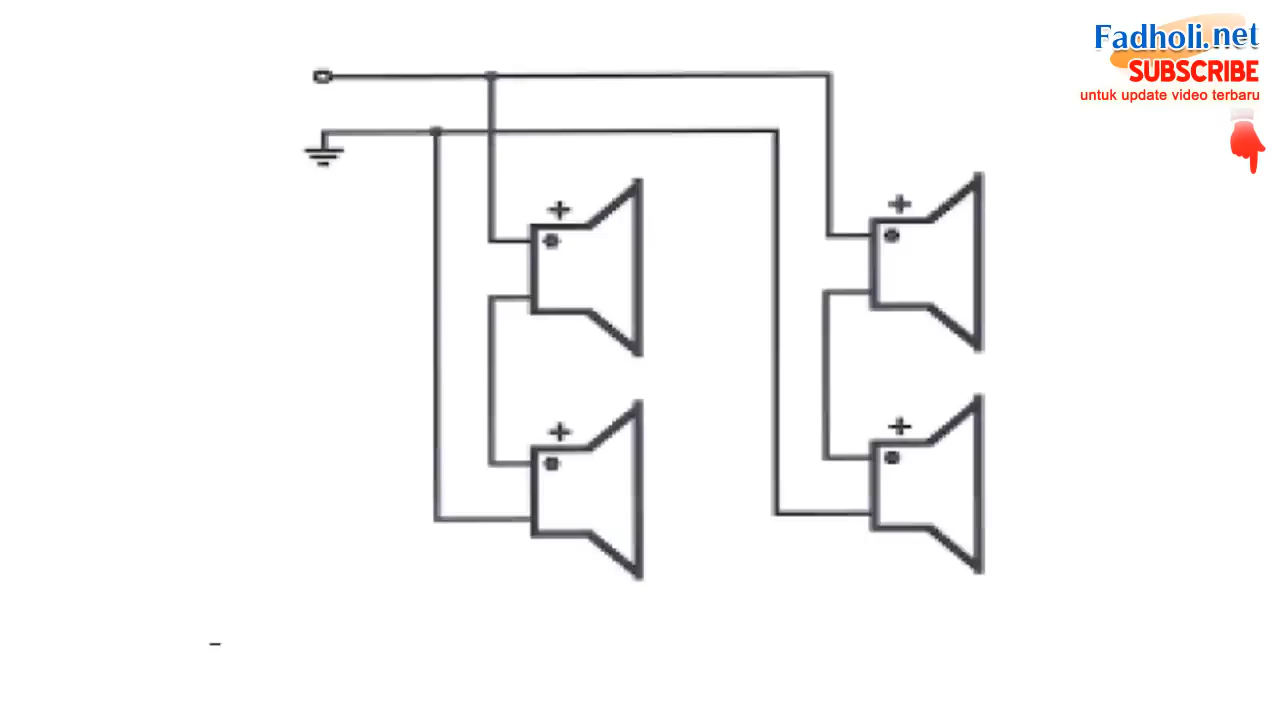 Fadholi.net
SUBSCRIBE
untuk update video terbaru
+
+
+
+
-